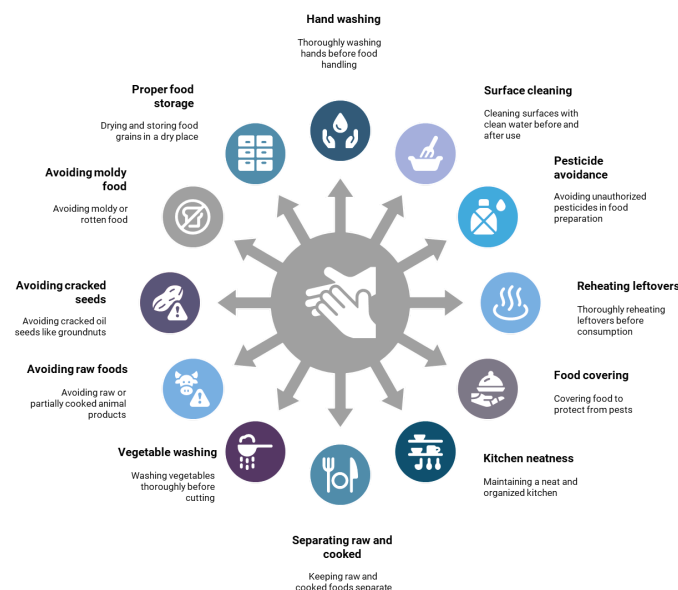 Hand washing
Thoroughly washing
hands before food
handling
Surface cleaning
Cleaning surfaces with
clean water before and
after use
Pesticide
avoidance
Avoiding unauthorized
pesticides in food
preparation
Reheating leftovers
Thoroughly reheating
leftovers before
consumption
Food covering
Covering food to
protect from pests
Kitchen neatness
Maintaining a neat and
organized kitchen
Separating raw and
cooked
Keeping raw and
cooked foods separate
Vegetable washing
Washing vegetables
thoroughly before
cutting
Avoiding raw foods
Avoiding raw or
partially cooked animal
products
Avoiding cracked
seeds
Avoiding cracked oil
seeds like groundnuts
Avoiding moldy
food
Avoiding moldy or
rotten food
Proper food
storage
Drying and storing food
grains in a dry place